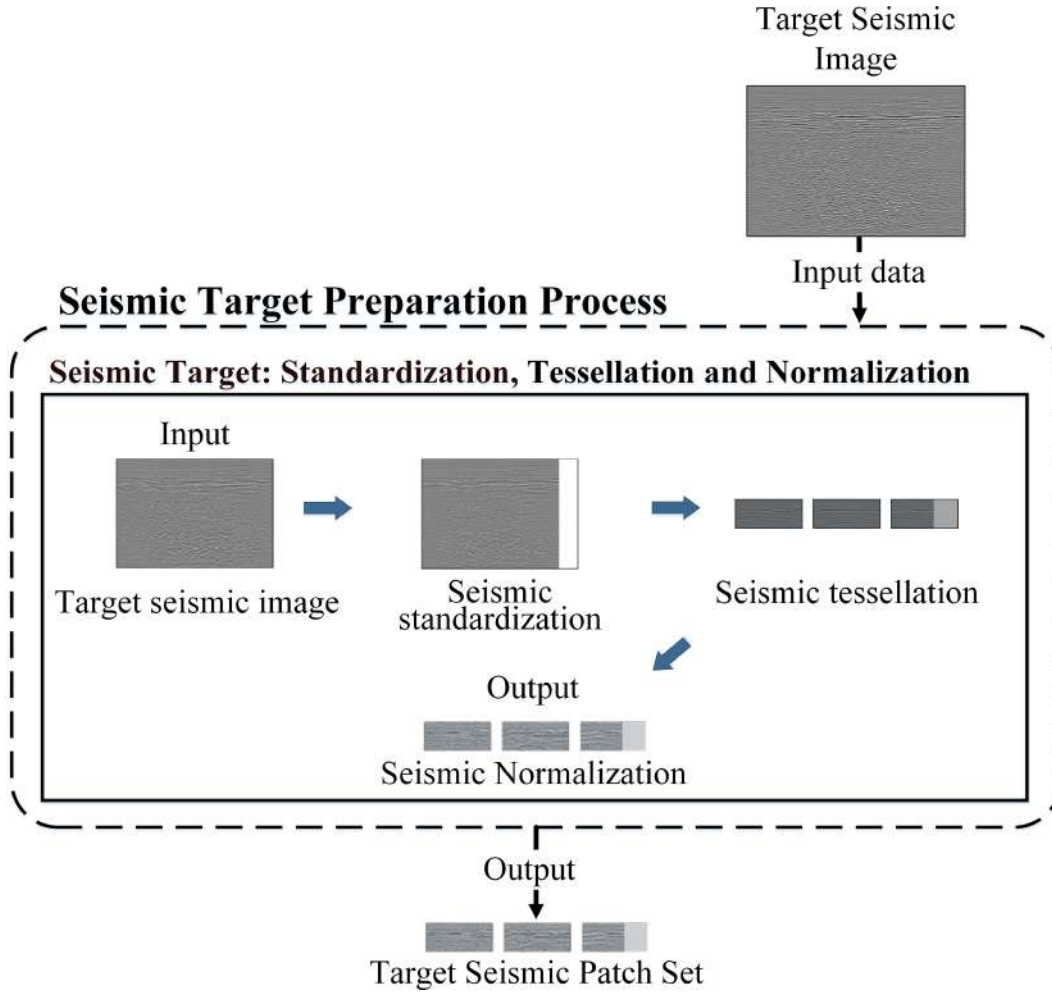 Target Seismic
Image
Input data
Seismic Target Preparation Process
Seismic Target: Standardization, Tessellation and Normalization
Input
Target seismic image
Seismic
standardization
Seismic tessellation
Output
Seismic Normalization
Output
Target Seismic Patch Set